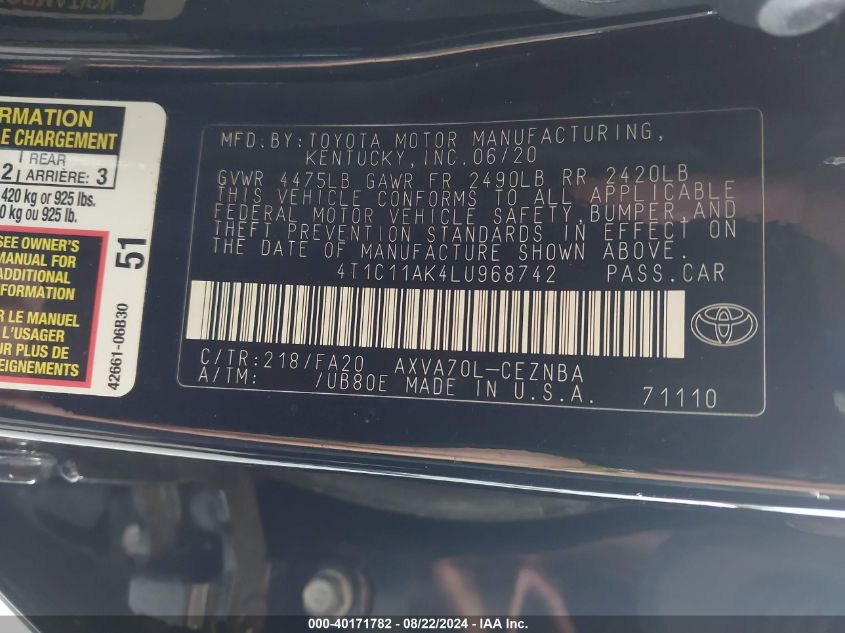 RMATION
E CHARGEMENT
2 REAR
ARRIÈRE: 3
420 kg or 925 lbs.
0 kg ou 925 lb.
SEE OWNER'S
MANUAL FOR
ADDITIONAL
NFORMATION
R LE MANUEL
L'USAGER
UR PLUS DE
EIGNEMENTS
51
42661-06B30
MFD.BY:TOYOTA MOTOR MANUFACTURING,
KENTUCKY,INC.06/20
GVWR 4475LB GAWR FR 2490LB RR 2420LB
THIS VEHICLE CONFORMS TO ALL APPLICABLE
FEDERAL MOTOR VEHICLE SAFETY,BUMPER,AND
THEFT PREVENTION STANDARDS IN EFFECT ON
THE DATE OF MANUFACTURE SHOWN ABOVE.
4T1C11AK4LU968742 PASS.CAR
C/TR:218/FA20 AXVA70L-CEZNBA
A/TM: /UB80E MADE IN U.S.A. 71110
000-40171782 - 08/22/2024 - IAA Inc.